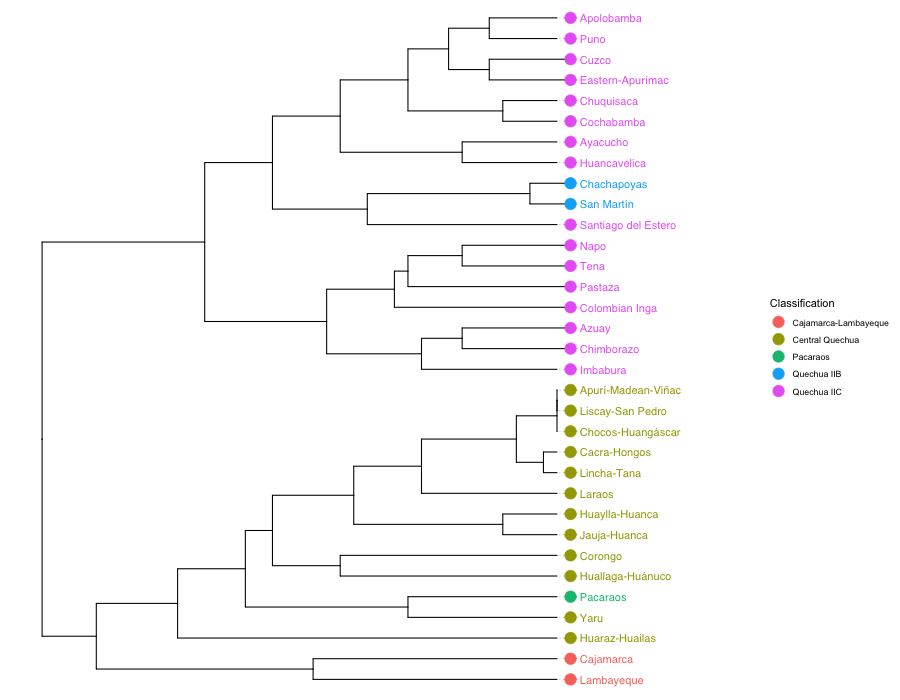 Apolobamba
Puno
Cuzco
Eastern-Apurímac
Chuquisaca
Cochabamba
Ayacucho
Huancavelica
Chachapoyas
San Martín
Santiago del Estero
Napo
Tena
Pastaza
Colombian Inga
Azuay
Chimborazo
Imbabura
Apurí-Madean-Viñac
Liscay-San Pedro
Chocos-Huangáscar
Cacra-Hongos
Lincha-Tana
Laraos
Huaylla-Huanca
Jauja-Huanca
Corongo
Huallaga-Huánuco
Pacaraos
Yaru
Huaraz-Huailas
Cajamarca
Lambayeque
Classification
Cajamarca-Lambayeque
Central Quechua
Pacaraos
Quechua IIB
Quechua IIC